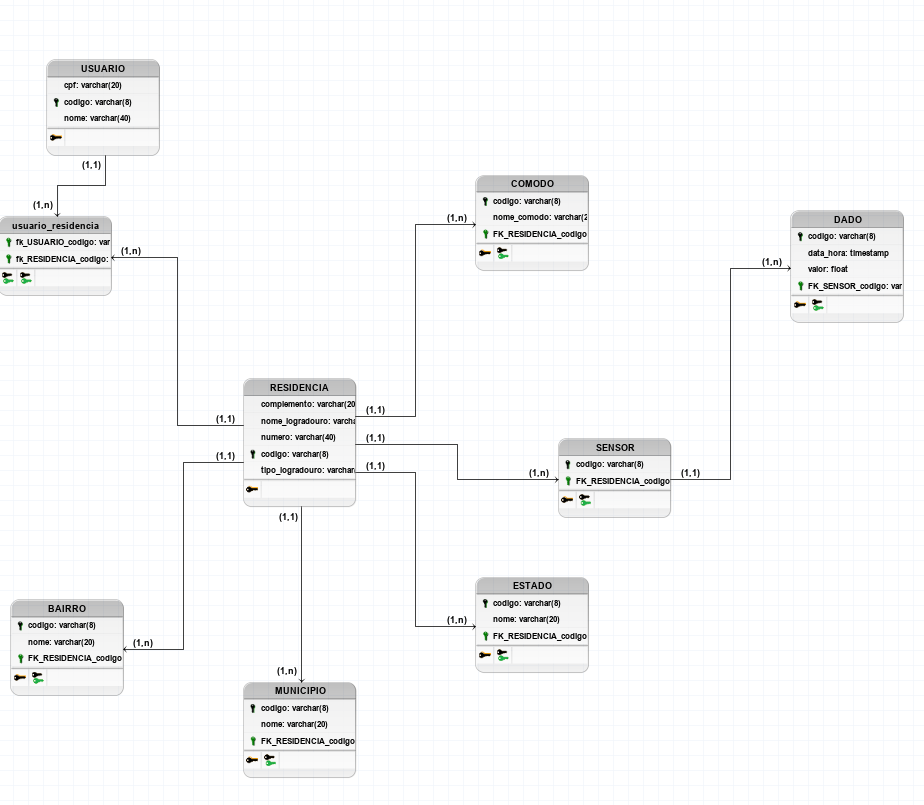 USUARIO
cpf: varchar(20)
codigo: varchar(8)
nome: varchar(40)
(1,1)
(1,n)
usuario_residencia
fk_USUARIO_codigo: var
fk_RESIDENCIA_codigo:
(1,n)
COMODO
codigo: varchar(8)
nome_comodo: varchar(2
FK_RESIDENCIA_codigo
(1,n)
DADO
codigo: varchar(8)
data_hora: timestamp
valor: float
FK_SENSOR_codigo: var
(1,n)
RESIDENCIA
complemento: varchar(20
nome_logradouro: varcha
numero: varchar(40)
codigo: varchar(8)
tipo_logradouro: varchar
(1,1)
(1,1)
(1,1)
(1,1)
(1,1)
(1,1)
SENSOR
codigo: varchar(8)
FK_RESIDENCIA_codigo
(1,n)
(1,1)
ESTADO
codigo: varchar(8)
nome: varchar(20)
FK_RESIDENCIA_codigo
(1,n)
BAIRRO
codigo: varchar(8)
nome: varchar(20)
FK_RESIDENCIA_codigo
(1,n)
(1,n)
MUNICIPIO
codigo: varchar(8)
nome: varchar(20)
FK_RESIDENCIA_codigo